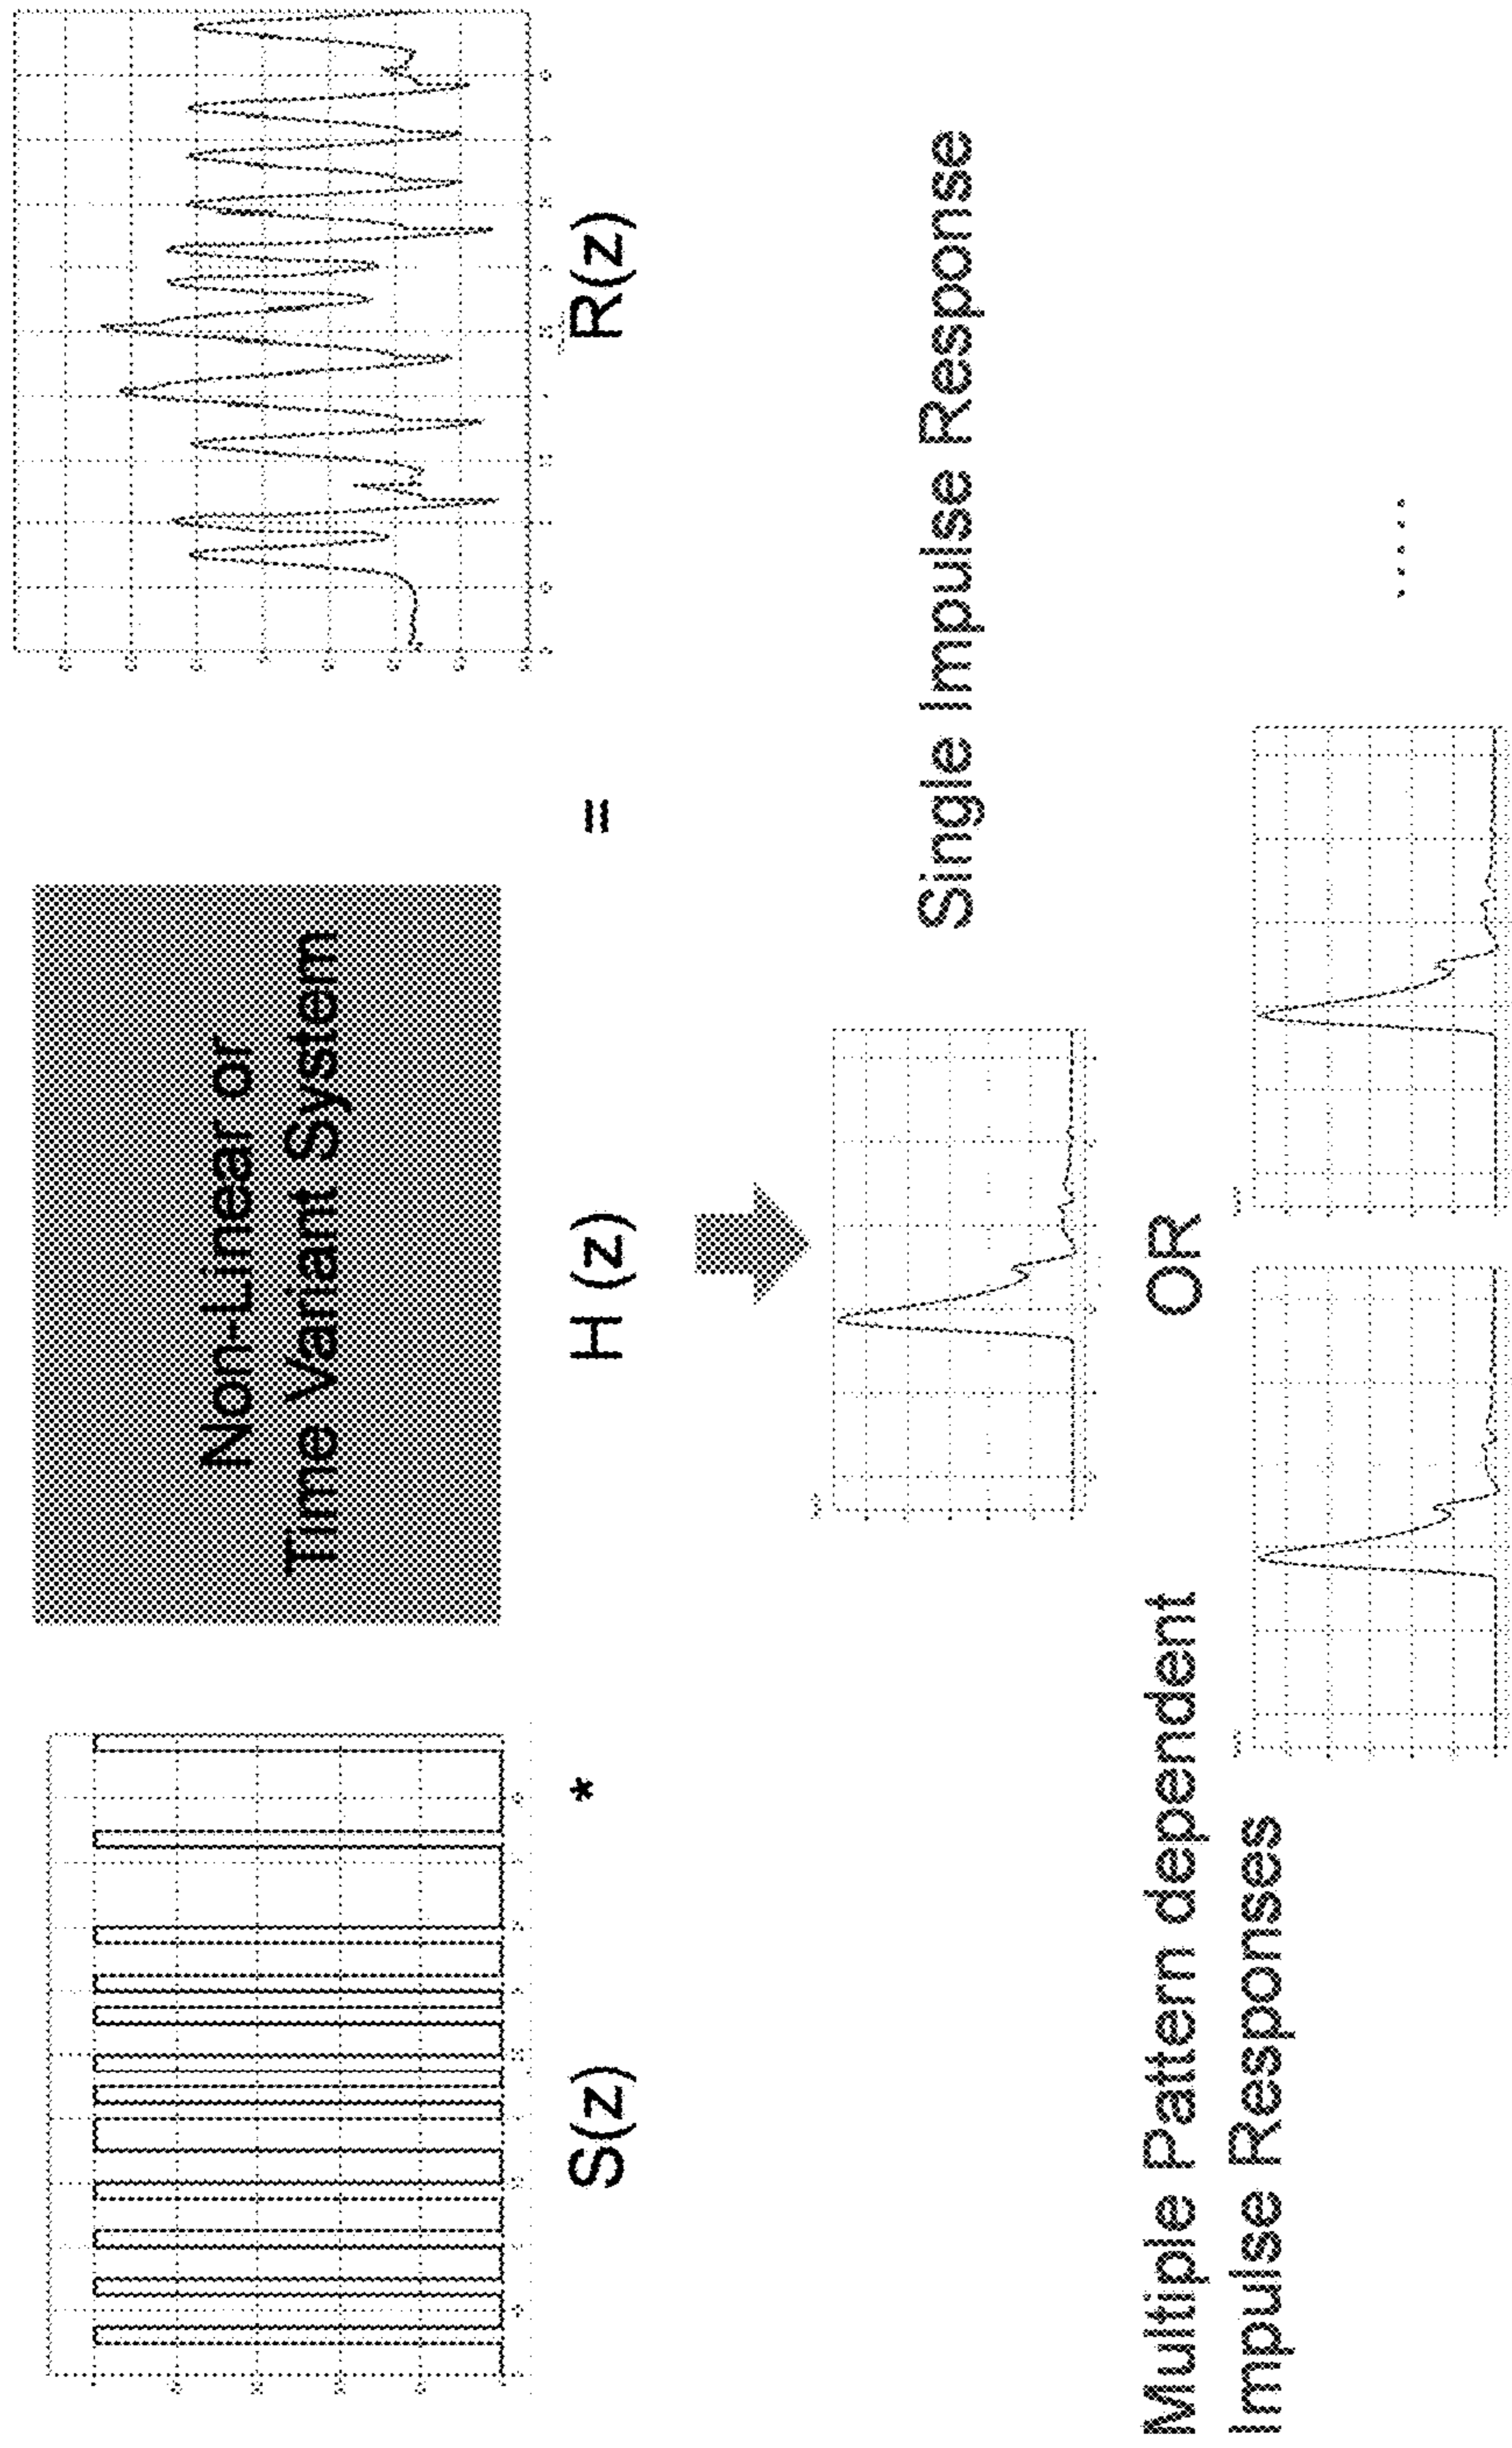 Non-Linear or
Time Variant System
S(z) * H (z) = R(z)
Single Impulse Response
OR
Multiple Pattern dependent
Impulse Responses
.....